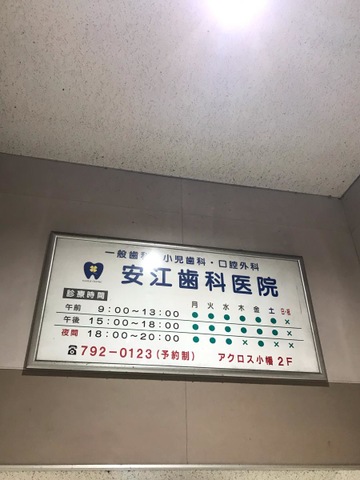 一般歯科・小児歯科・口腔外科
安江歯科医院
診療時間 月 火 水 木 金 土 日・祝
午前 9:00〜13:00 ● ● ● ● ● ● ×
午後 15:00〜18:00 ● ● ● ● ● ● ×
夜間 18:00〜20:00 ● ● ● × ● × ×
☎792-0123(予約制) アクロス小幡2F